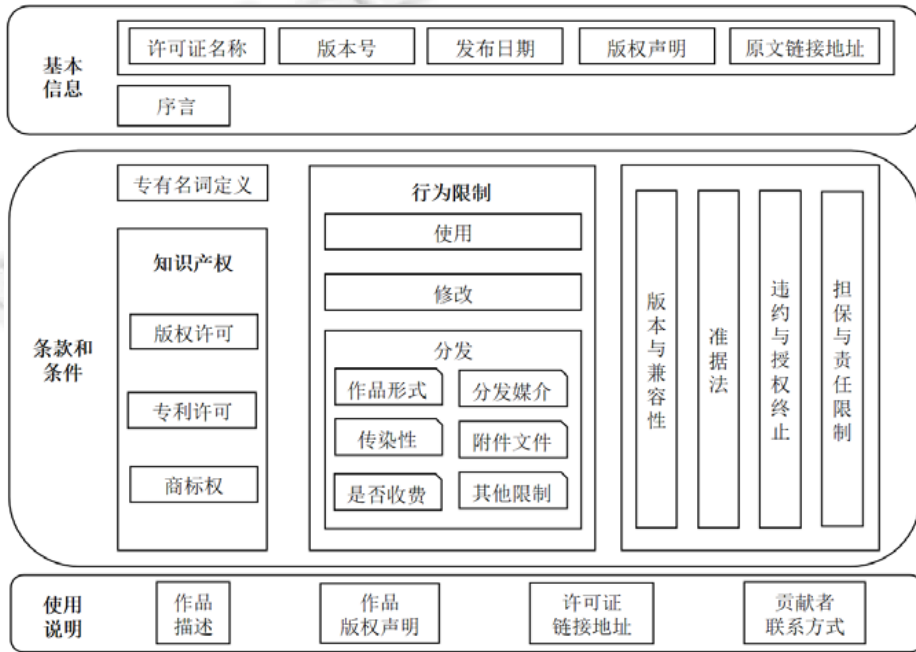 基本
信息
许可证名称
版本号
发布日期
版权声明
原文链接地址
序言
条款和
条件
专有名词定义
知识产权
版权许可
专利许可
商标权
行为限制
使用
修改
分发
作品形式
分发媒介
传染性
附件文件
是否收费
其他限制
版本与兼容性
准据法
违约与授权终止
担保与责任限制
使用
说明
作品
描述
作品
版权声明
许可证
链接地址
贡献者
联系方式